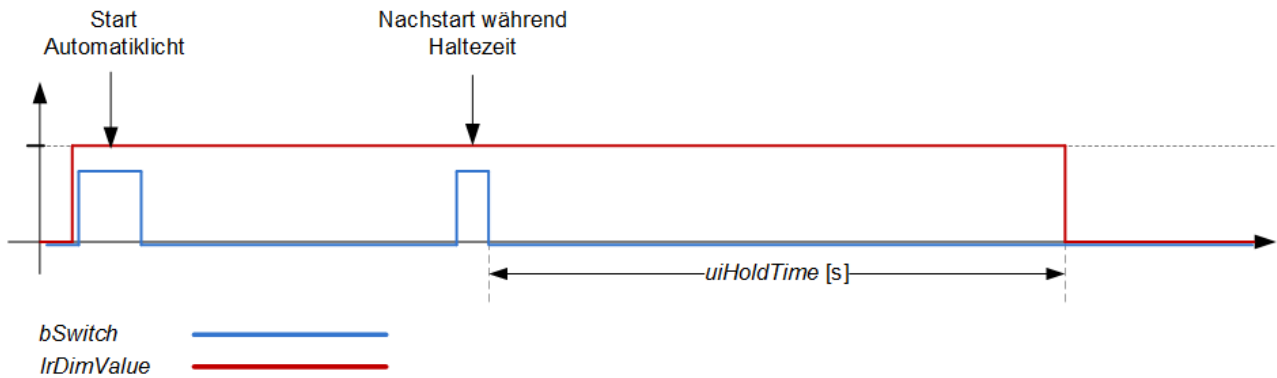 Start
Automatiklicht
Nachstart während
Haltezeit
uiHoldTime [s]
bSwitch
lrDimValue